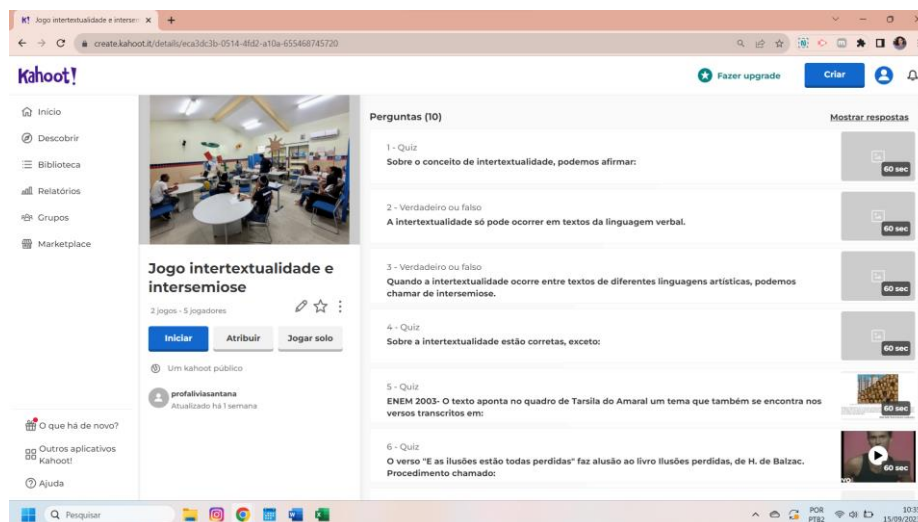 Jogo intertextualidade e interse
create.kahoot.it/details/eca3dc3b-0514-4fd2-a10a-655468745720
Kahoot!
Fazer upgrade
Criar
Início
Descobrir
Biblioteca
Relatórios
Grupos
Marketplace
Jogo intertextualidade e
intersemiose
2 jogos - 5 jogadores
Iniciar
Atribuir
Jogar solo
Um kahoot público
profaliviasantana
Atualizado há 1 semana
O que há de novo?
Outros aplicativos
Kahoot!
Ajuda
Perguntas (10)
Mostrar respostas
1 - Quiz
Sobre o conceito de intertextualidade, podemos afirmar:
60 sec
2 - Verdadeiro ou falso
A intertextualidade só pode ocorrer em textos da linguagem verbal.
60 sec
3 - Verdadeiro ou falso
Quando a intertextualidade ocorre entre textos de diferentes linguagens artísticas, podemos
chamar de intersemiose.
60 sec
4 - Quiz
Sobre a intertextualidade estão corretas, exceto:
60 sec
5 - Quiz
ENEM 2003- O texto aponta no quadro de Tarsila do Amaral um tema que também se encontra nos
versos transcritos em:
60 sec
6 - Quiz
O verso "E as ilusões estão todas perdidas" faz alusão ao livro Ilusões perdidas, de H. de Balzac.
Procedimento chamado:
60 sec
Pesquisar
POR
PTB2
10:3
15/09/202